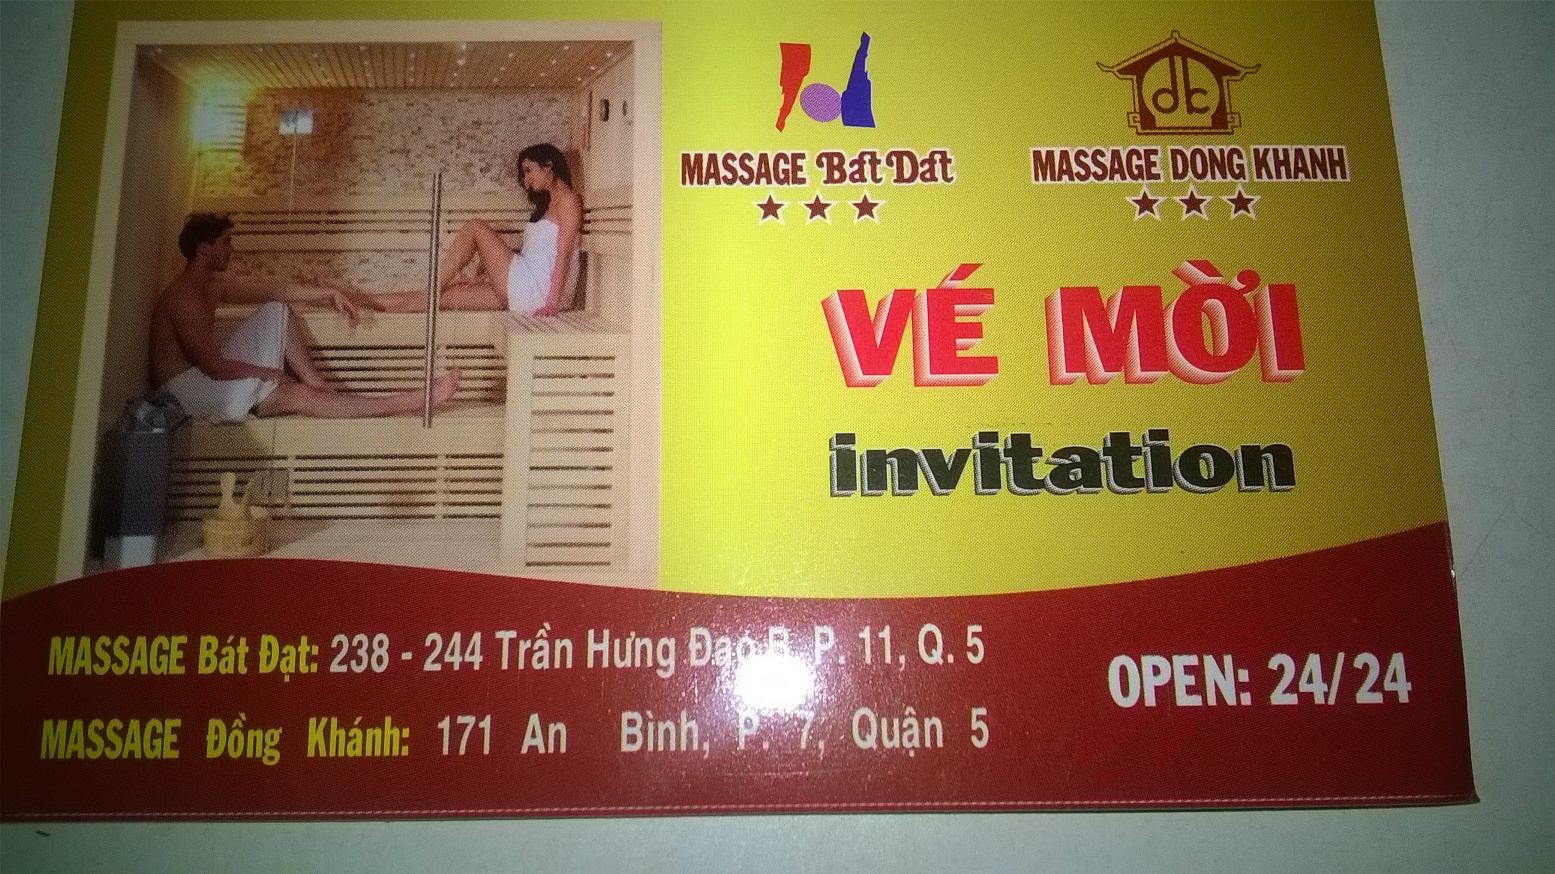 MASSAGE Bát Đạt
MASSAGE DONG KHANH
VÉ MỜI
invitation
MASSAGE Bát Đạt: 238 - 244 Trần Hưng Đạo B, P. 11, Q. 5
MASSAGE Đồng Khánh: 171 An Bình, P. 7, Quận 5
OPEN: 24/24